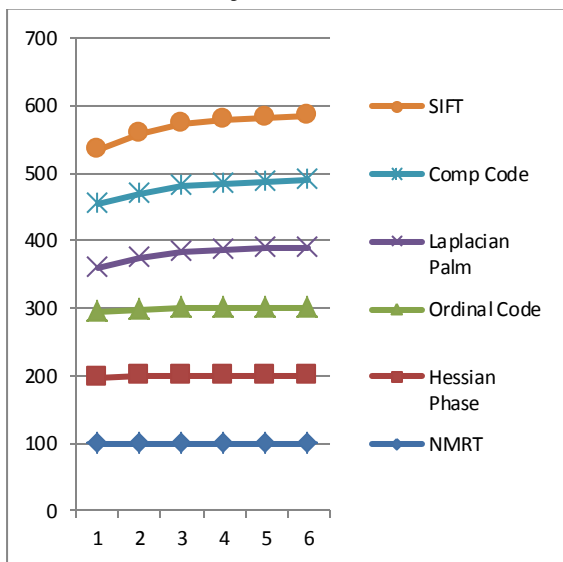 700
600
500
400
300
200
100
0
1 2 3 4 5 6
SIFT
Comp Code
Laplacian
Palm
Ordinal Code
Hessian
Phase
NMRT